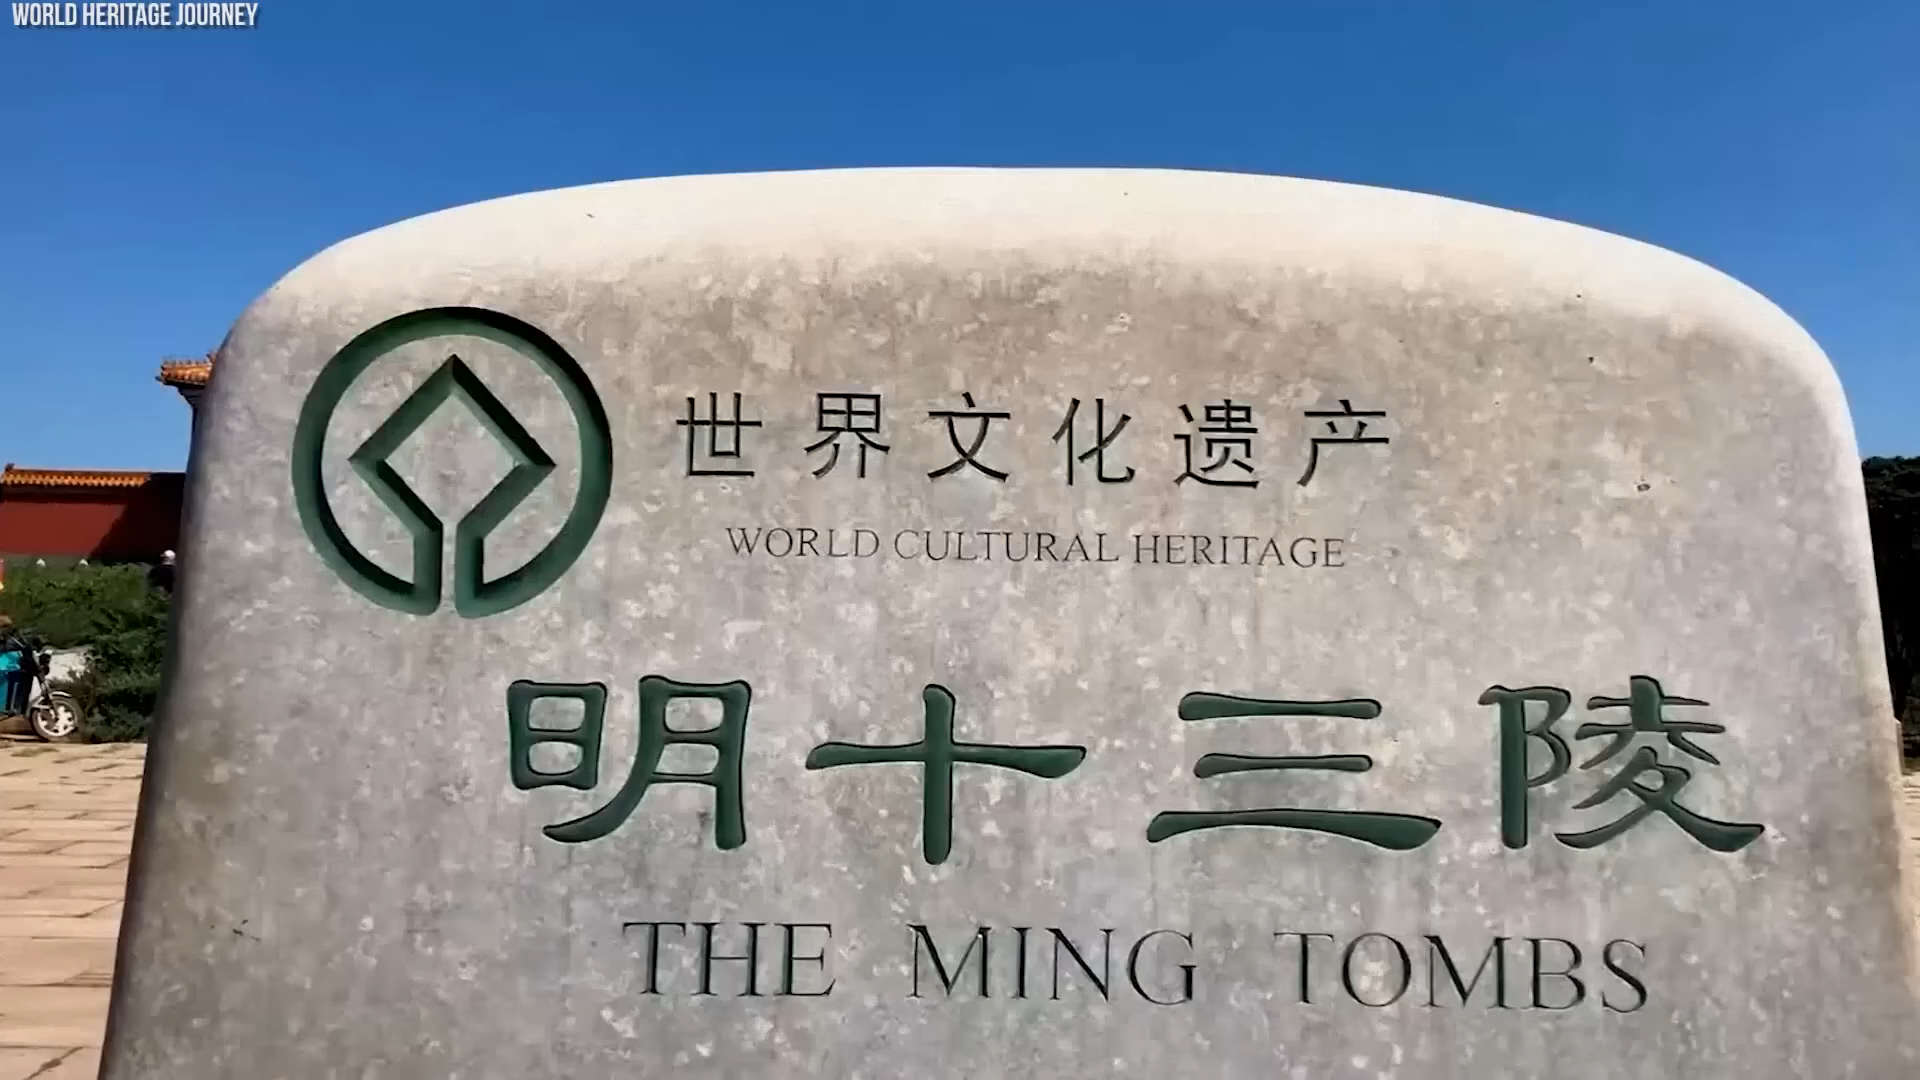 WORLD HERITAGE JOURNEY
世界文化遗产
WORLD CULTURAL HERITAGE
明十三陵
THE MING TOMBS